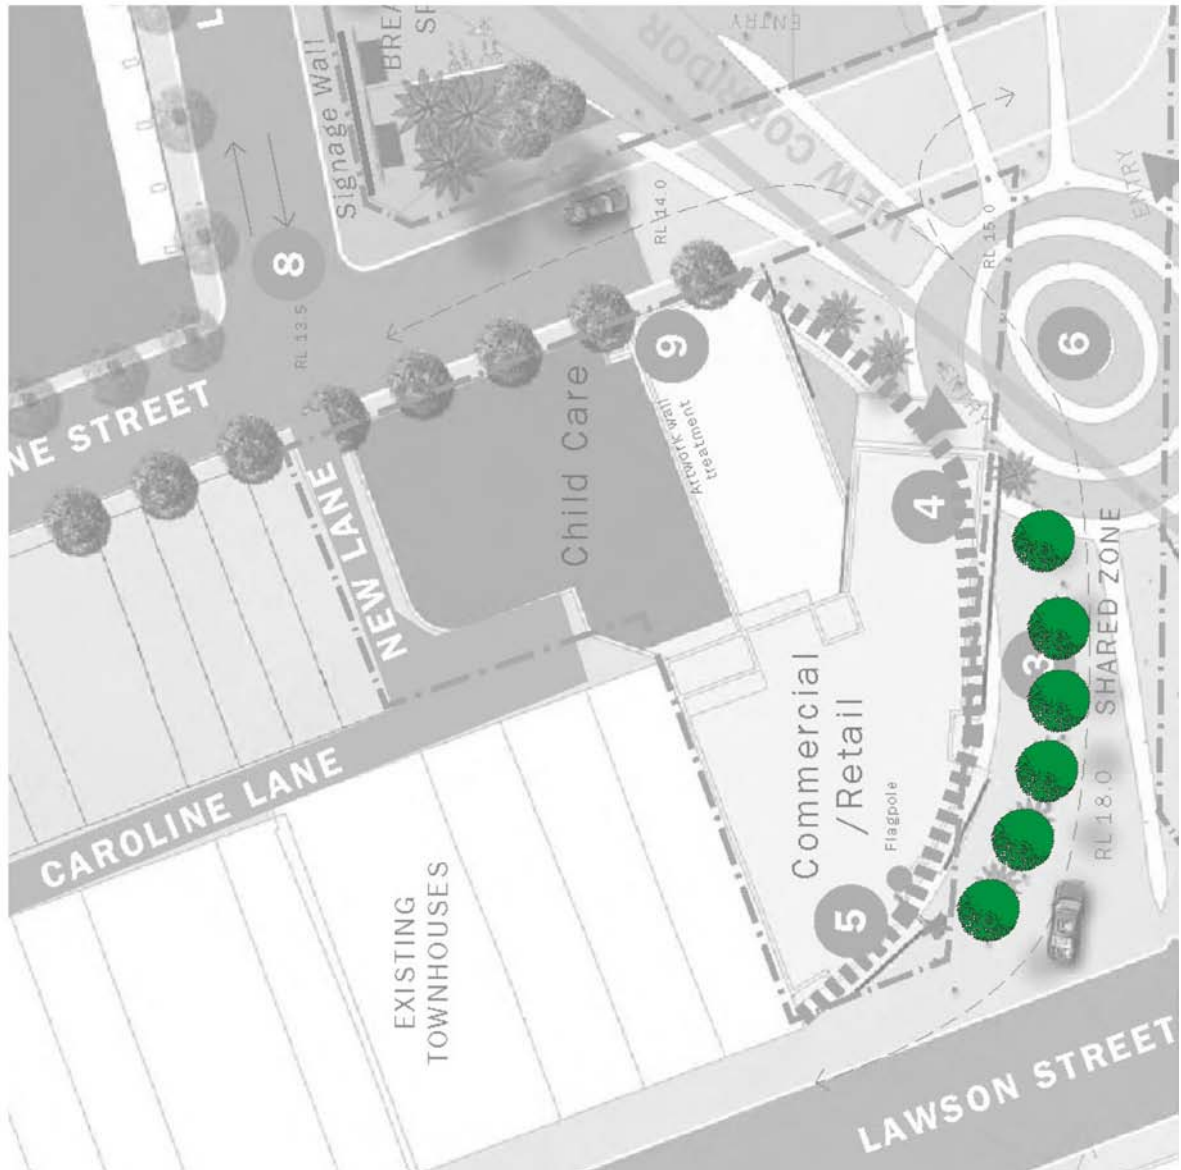 BREA
SP
Signage Wall
ENTRY
VIEW CORRIDOR
8
RL 13.5
RL 14.0
RL 15.0
ENTRY
NE STREET
9
Artwork wall
treatment
6
NEW LANE
Child Care
4
CAROLINE LANE
3
SHARED ZONE
RL 18.0
Commercial
/Retail
Flagpole
5
EXISTING
TOWNHOUSES
LAWSON STREET